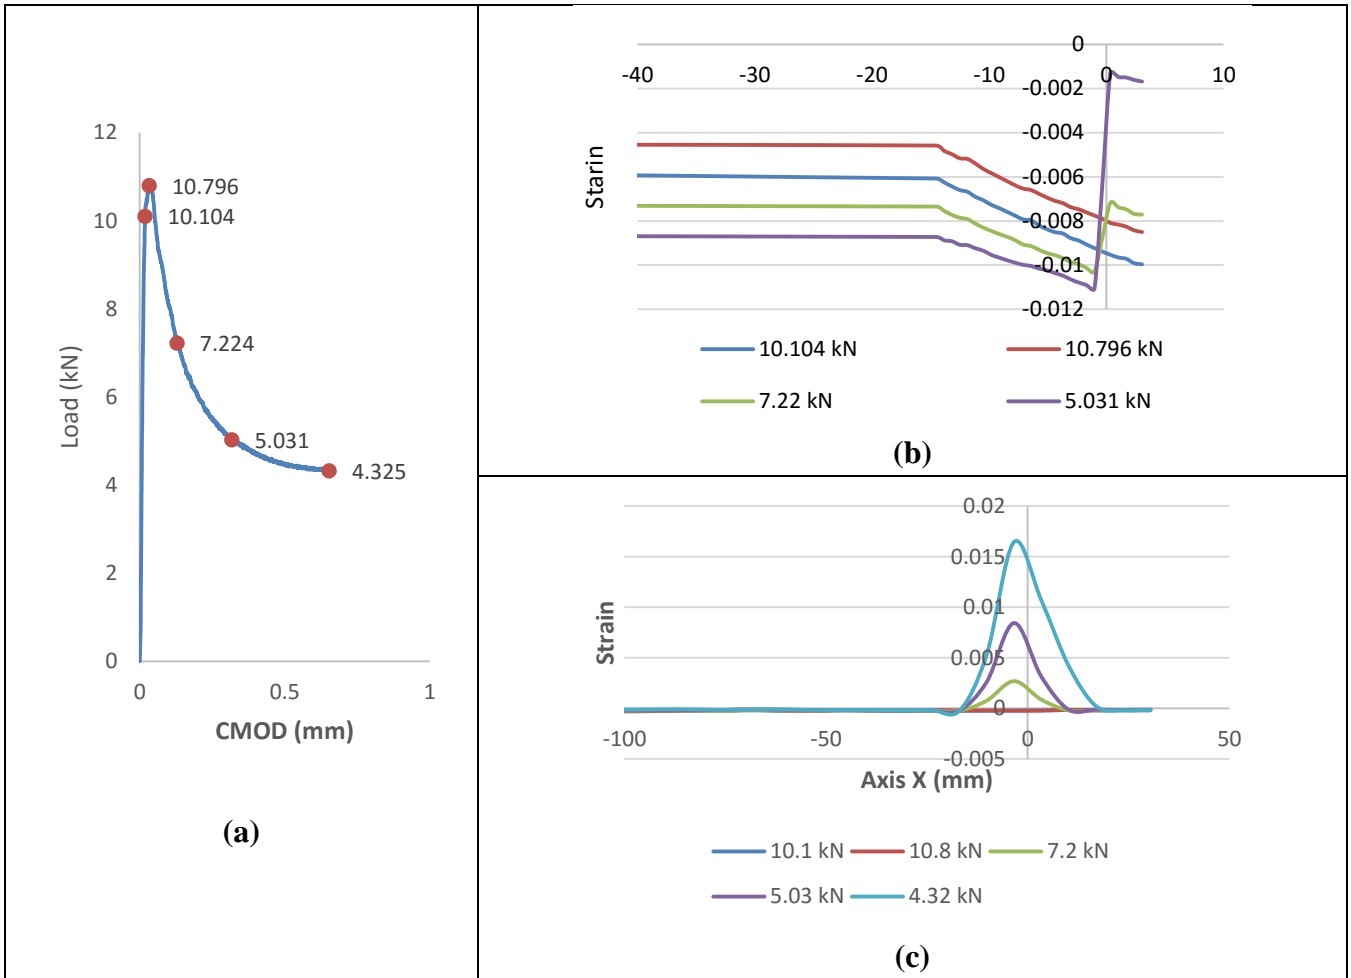 12
10
8
6
4
2
0
Load (kN)
10.796
10.104
7.224
5.031
4.325
0 0.5 1
CMOD (mm)
(a)
0
-0.002
-0.004
-0.006
-0.008
-0.01
-0.012
-40 -30 -20 -10 0 10
Starin
10.104 kN 10.796 kN
7.22 kN 5.031 kN
(b)
0.02
0.015
0.01
0.005
0
-0.005
-100 -50 0 50
Strain
Axis X (mm)
10.1 kN 10.8 kN 7.2 kN
5.03 kN 4.32 kN
(c)